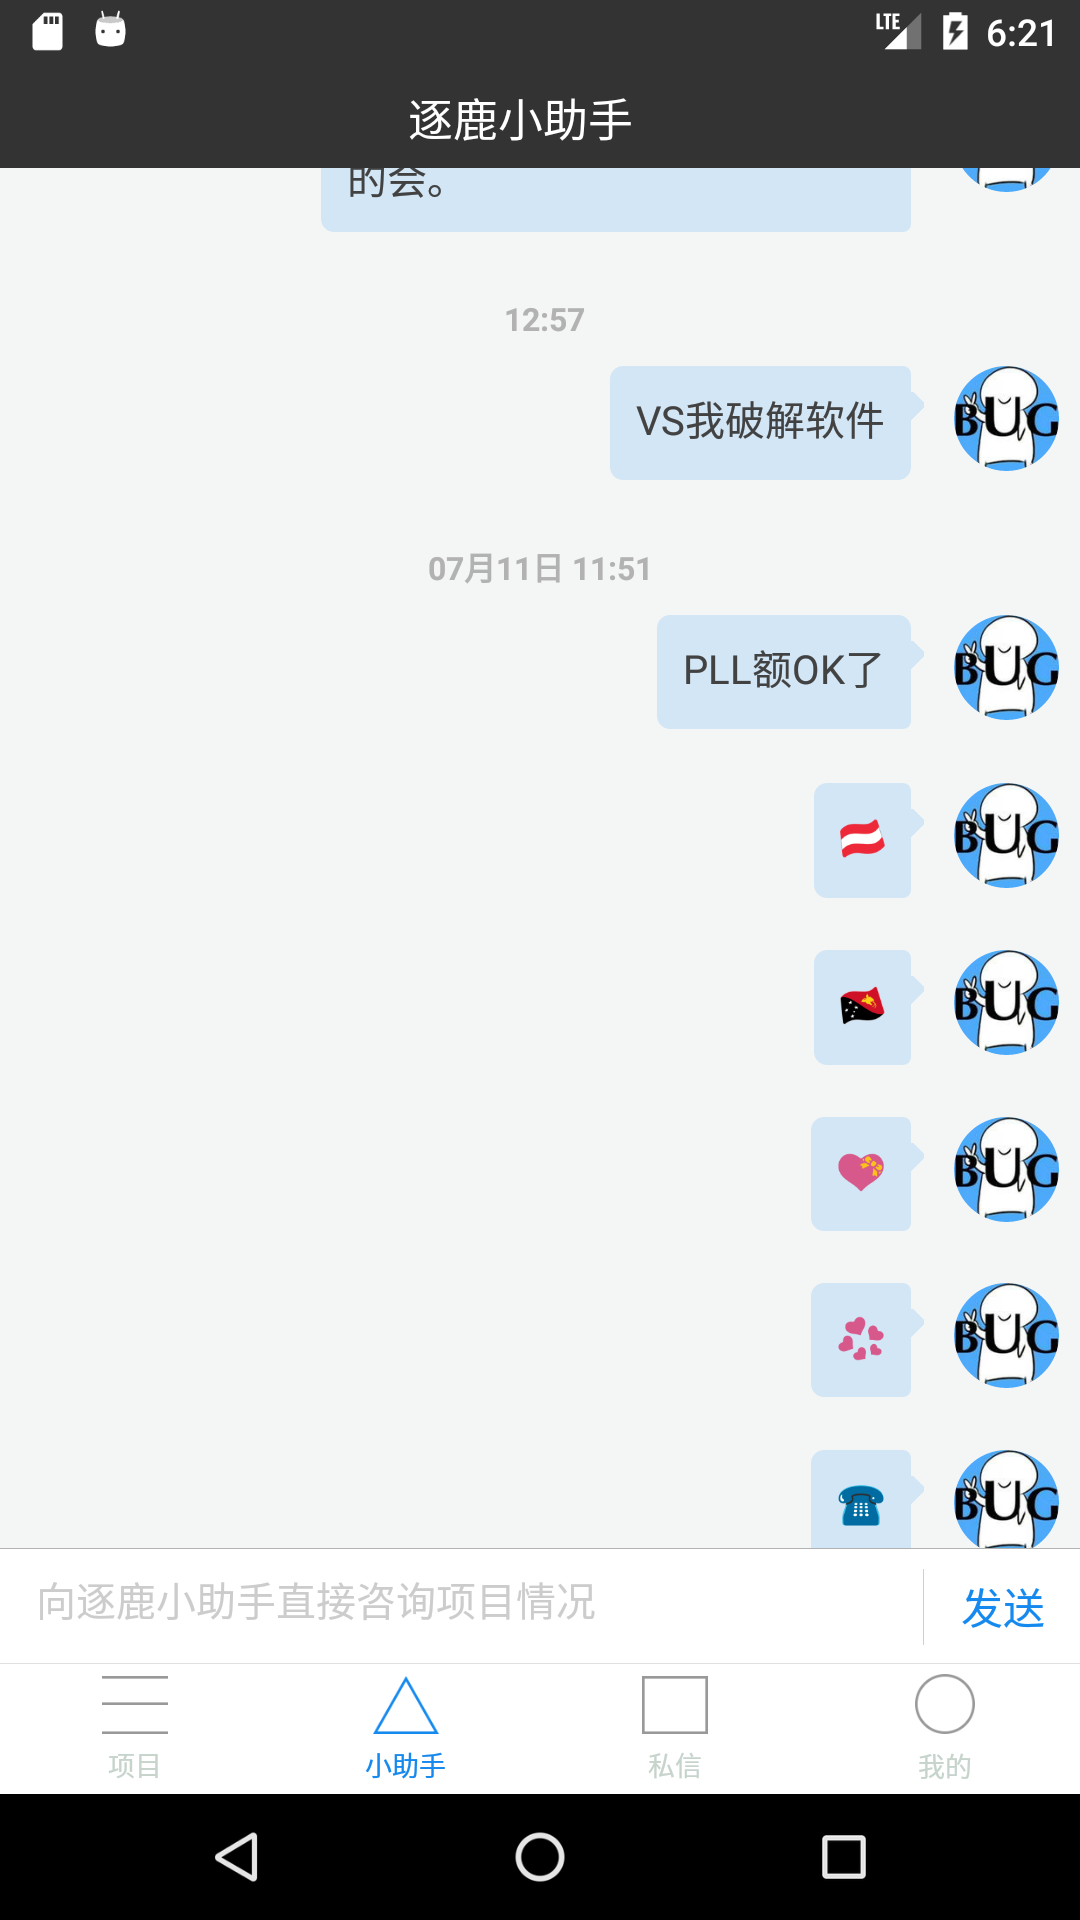 LTE 6:21
逐鹿小助手
的会。
12:57
VS我破解软件
BUG
07月11日 11:51
PLL额OK了
BUG
BUG
BUG
BUG
BUG
BUG
向逐鹿小助手直接咨询项目情况
发送
项目
小助手
私信
我的